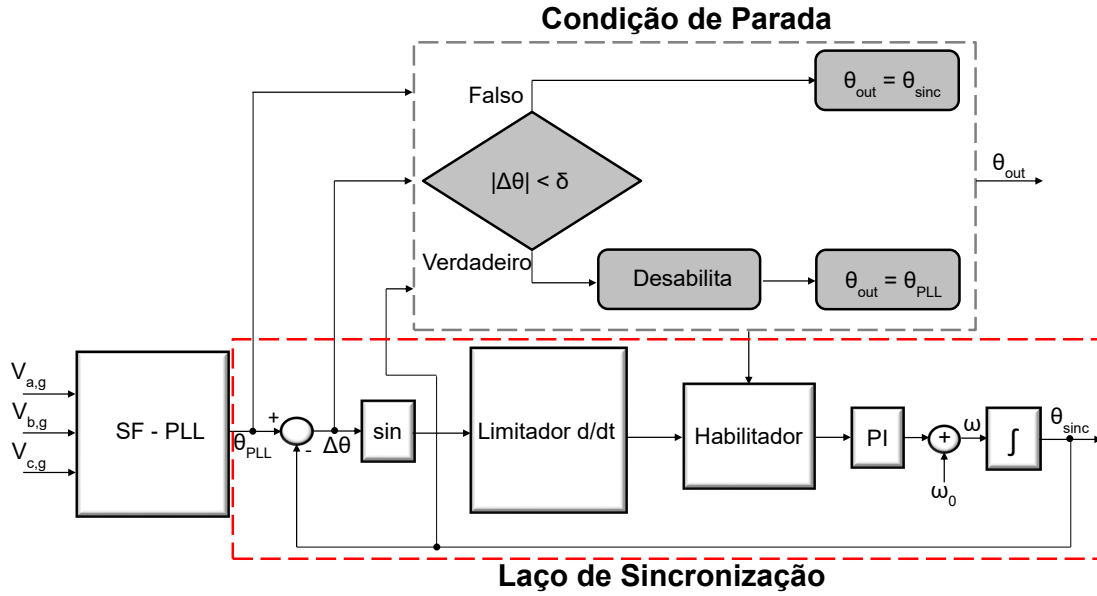 Condição de Parada
Falso
θout = θsinc
|Δθ| < δ
θout
Verdadeiro
Desabilita
θout = θPLL
Va,g
Vb,g
Vc,g
SF - PLL
θPLL
+
-
Δθ
sin
Limitador d/dt
Habilitador
PI
+
ω0
ω
∫
θsinc
Laço de Sincronização